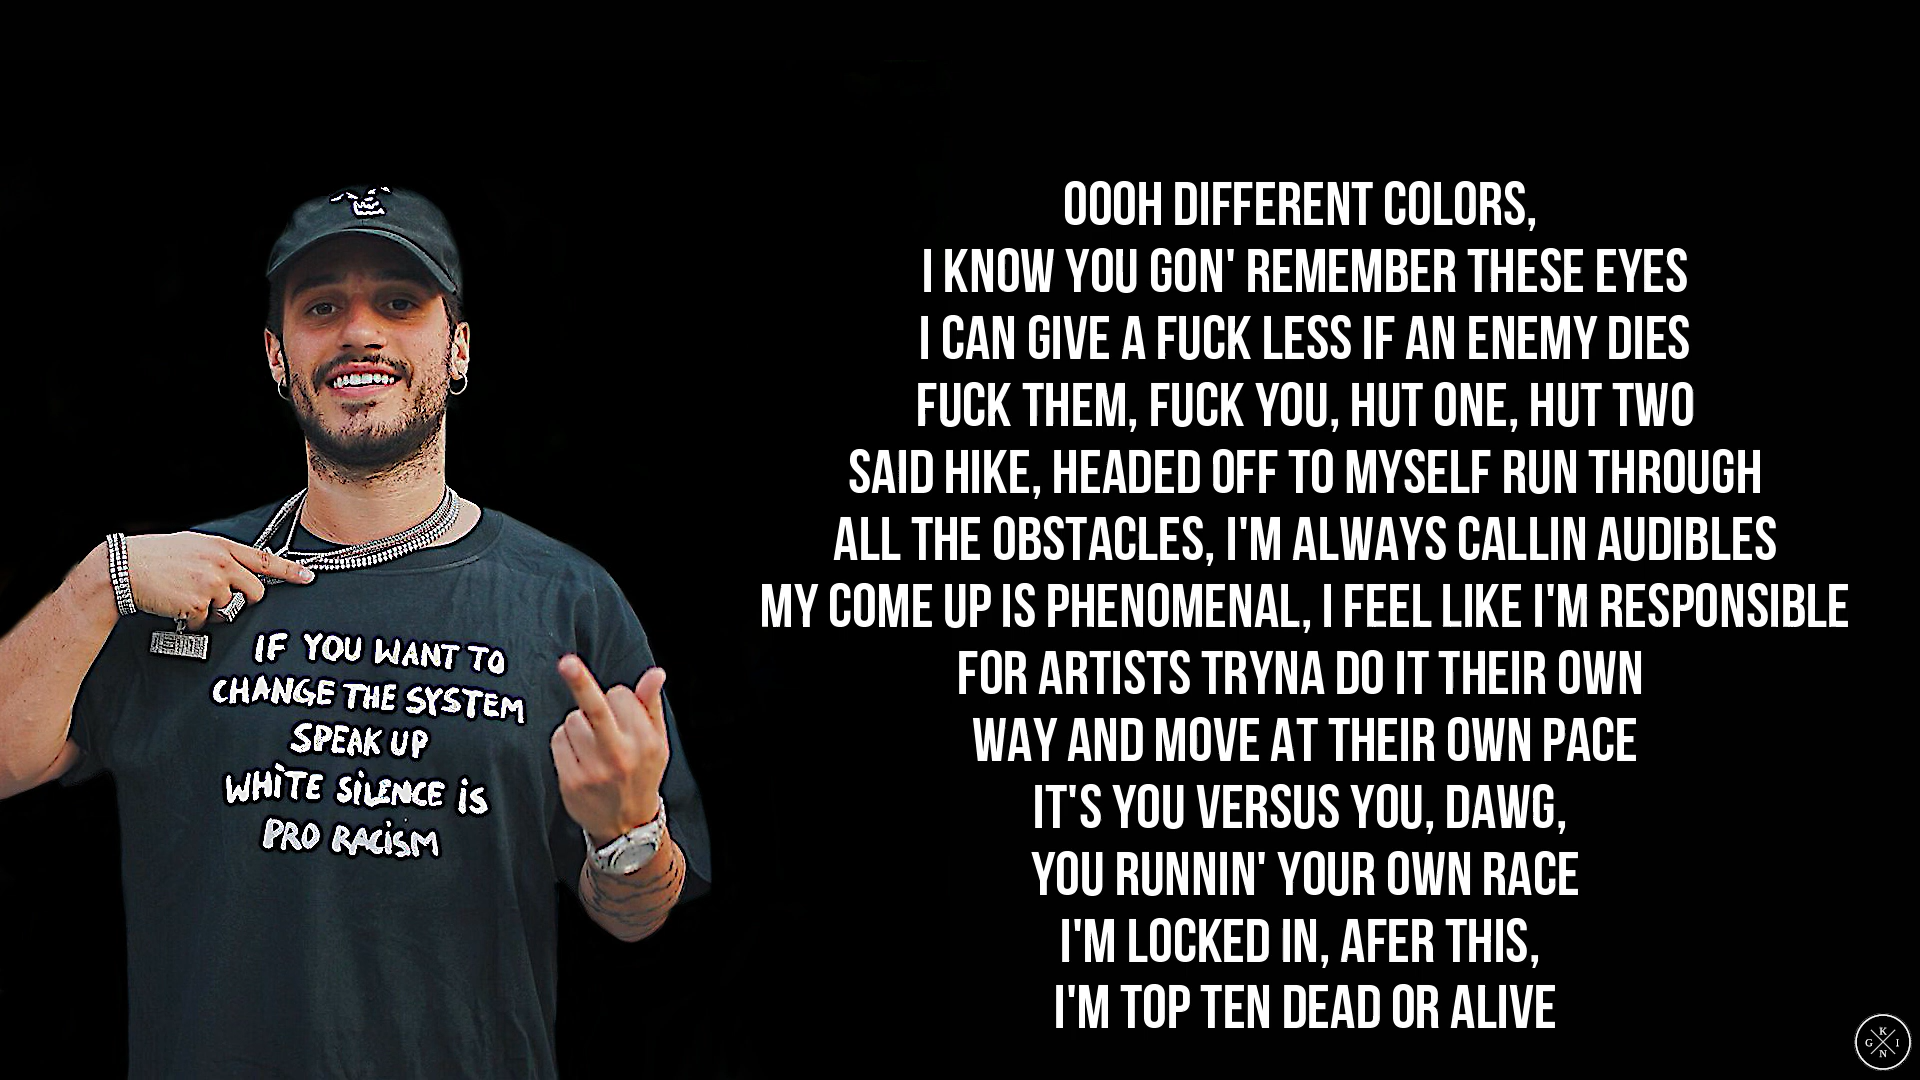 OOOH DIFFERENT COLORS,
I KNOW YOU GON' REMEMBER THESE EYES
I CAN GIVE A FUCK LESS IF AN ENEMY DIES
FUCK THEM, FUCK YOU, HUT ONE, HUT TWO
SAID HIKE, HEADED OFF TO MYSELF RUN THROUGH
ALL THE OBSTACLES, I'M ALWAYS CALLIN AUDIBLES
MY COME UP IS PHENOMENAL, I FEEL LIKE I'M RESPONSIBLE
FOR ARTISTS TRYNA DO IT THEIR OWN
WAY AND MOVE AT THEIR OWN PACE
IT'S YOU VERSUS YOU, DAWG,
YOU RUNNIN' YOUR OWN RACE
I'M LOCKED IN, AFER THIS,
I'M TOP TEN DEAD OR ALIVE
IF YOU WANT TO
CHANGE THE SYSTEM
SPEAK UP
WHiTE SiLENCE iS
PRO RACiSM
K
G I
N